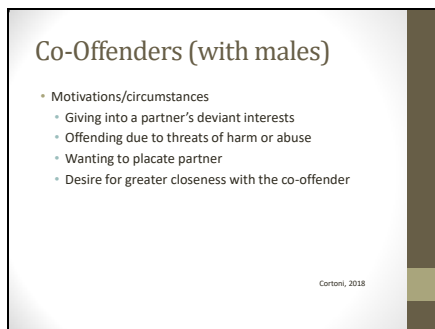 Co-Offenders (with males)
• Motivations/circumstances
• Giving into a partner's deviant interests
• Offending due to threats of harm or abuse
• Wanting to placate partner
• Desire for greater closeness with the co-offender
Cortoni, 2018